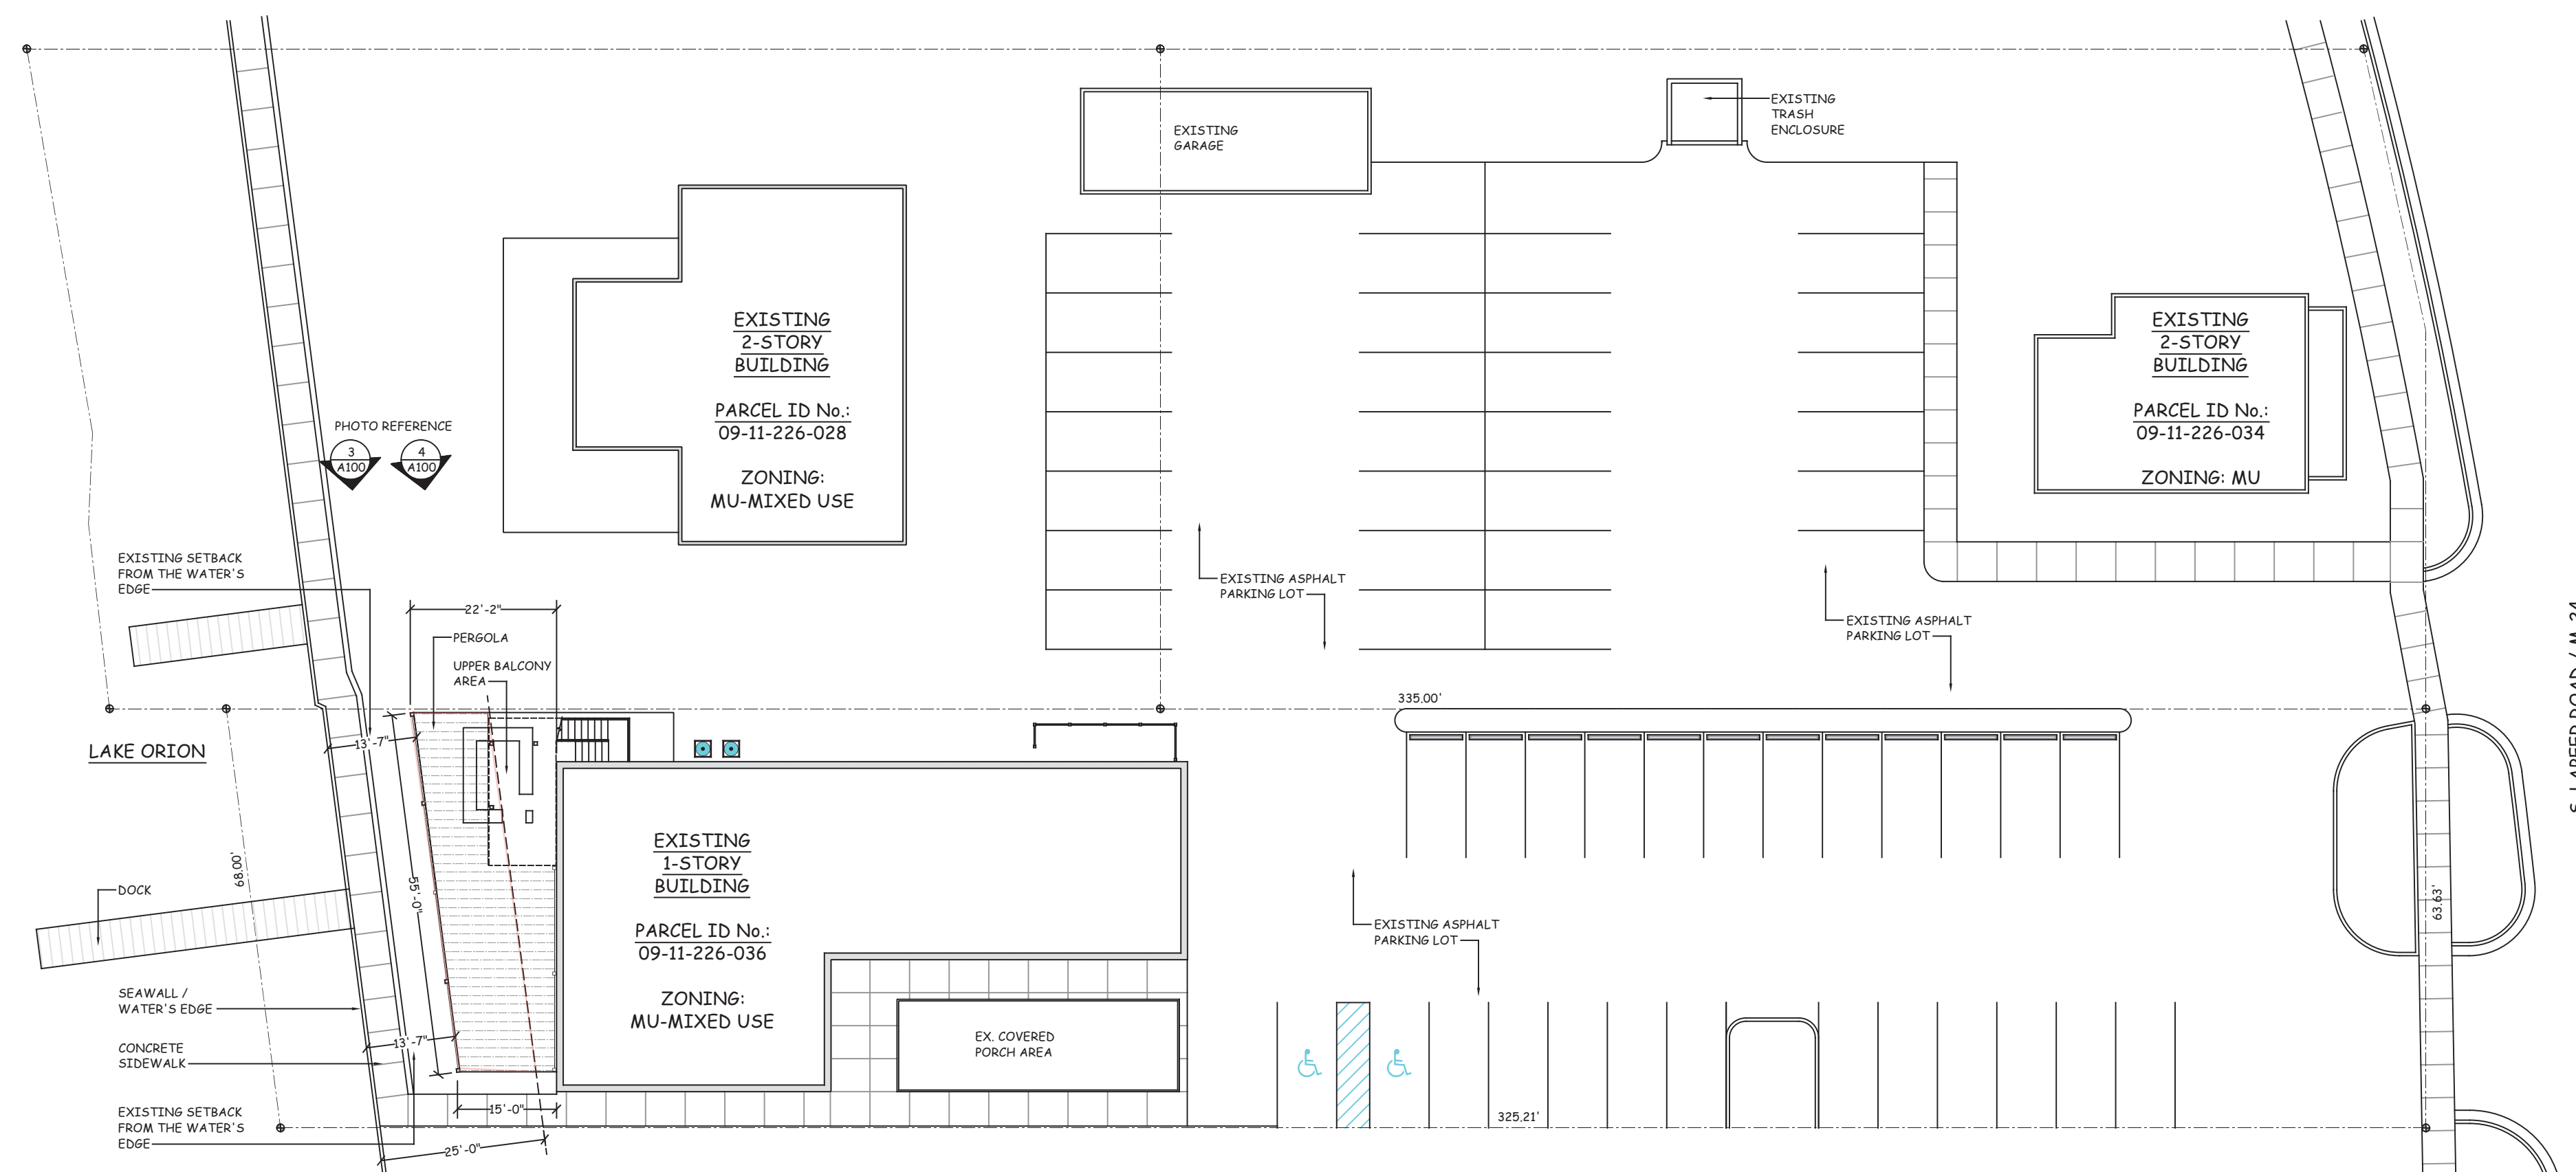 EXISTING
GARAGE
EXISTING
TRASH
ENCLOSURE
EXISTING
2-STORY
BUILDING
PARCEL ID No.:
09-11-226-028
ZONING:
MU-MIXED USE
EXISTING
2-STORY
BUILDING
PARCEL ID No.:
09-11-226-034
ZONING: MU
PHOTO REFERENCE
3
A100
4
A100
EXISTING SETBACK
FROM THE WATER'S
EDGE
22'-2"
PERGOLA
UPPER BALCONY
AREA
EXISTING ASPHALT
PARKING LOT
EXISTING ASPHALT
PARKING LOT
335.00'
LAKE ORION
13'-7"
68.00'
55'-0"
DOCK
EXISTING
1-STORY
BUILDING
PARCEL ID No.:
09-11-226-036
ZONING:
MU-MIXED USE
EXISTING ASPHALT
PARKING LOT
63.63'
SEAWALL /
WATER'S EDGE
CONCRETE
SIDEWALK
13'-7"
EX. COVERED
PORCH AREA
EXISTING SETBACK
FROM THE WATER'S
EDGE
15'-0"
25'-0"
325.21'